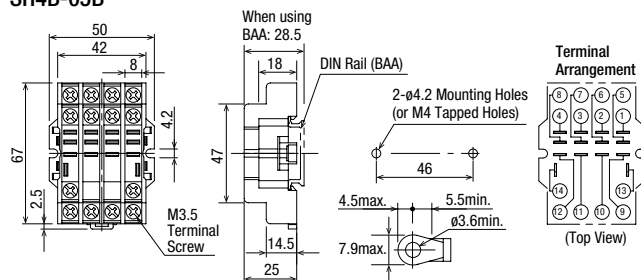 SH4B-05B
50
42
8
4.2
67
2.5
M3.5
Terminal
Screw
When using
BAA: 28.5
18
DIN Rail (BAA)
47
14.5
25
2-ø4.2 Mounting Holes
(or M4 Tapped Holes)
46
4.5max.
5.5min.
ø3.6min.
7.9max.
Terminal
Arrangement
8 7 6 5
4 3 2 1
14 13
12 11 10 9
(Top View)